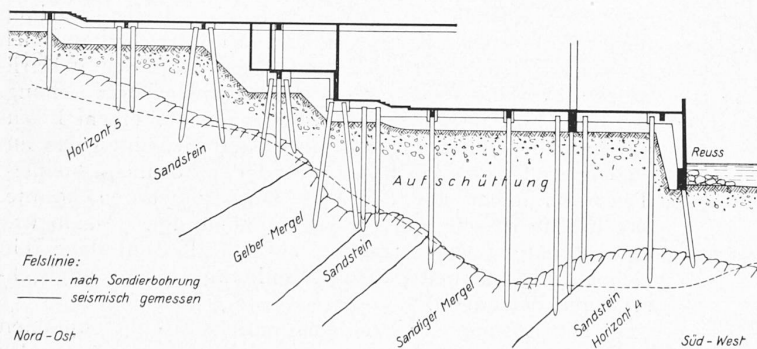 Reuss
Aufschüttung
Horizont 5
Sandstein
Gelber Mergel
Sandstein
Sandiger Mergel
Sandstein
Horizont 4
Felslinie:
nach Sondierbohrung
seismisch gemessen
Nord-Ost
Süd-West